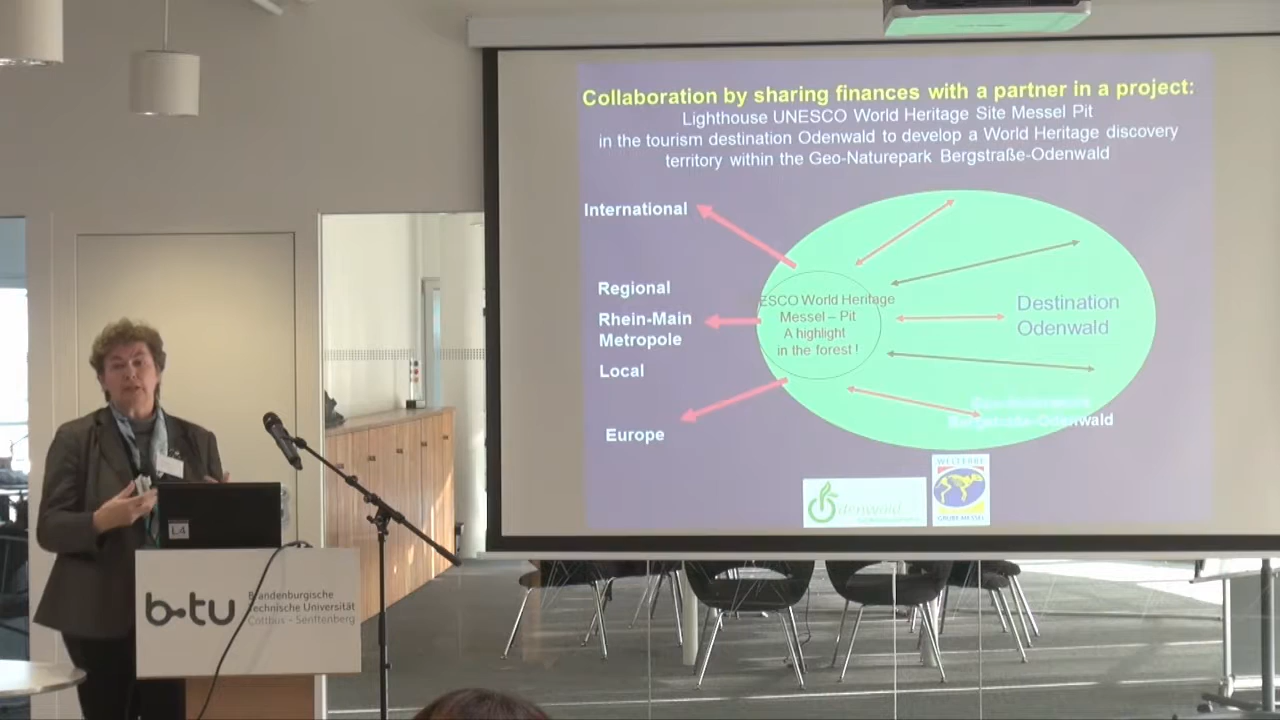 Collaboration by sharing finances with a partner in a project:
Lighthouse UNESCO World Heritage Site Messel Pit
in the tourism destination Odenwald to develop a World Heritage discovery
territory within the Geo-Naturepark Bergstraße-Odenwald
International
Regional
Rhein-Main
Metropole
Local
Europe
ESCO World Heritage
Messel – Pit
A highlight
in the forest !
Destination
Odenwald
Bergstraße-Odenwald
Odenwald
WELTERBE
GRUBE MESSEL
L4
b-tu
Brandenburgische
Technische Universität
Cottbus - Senftenberg